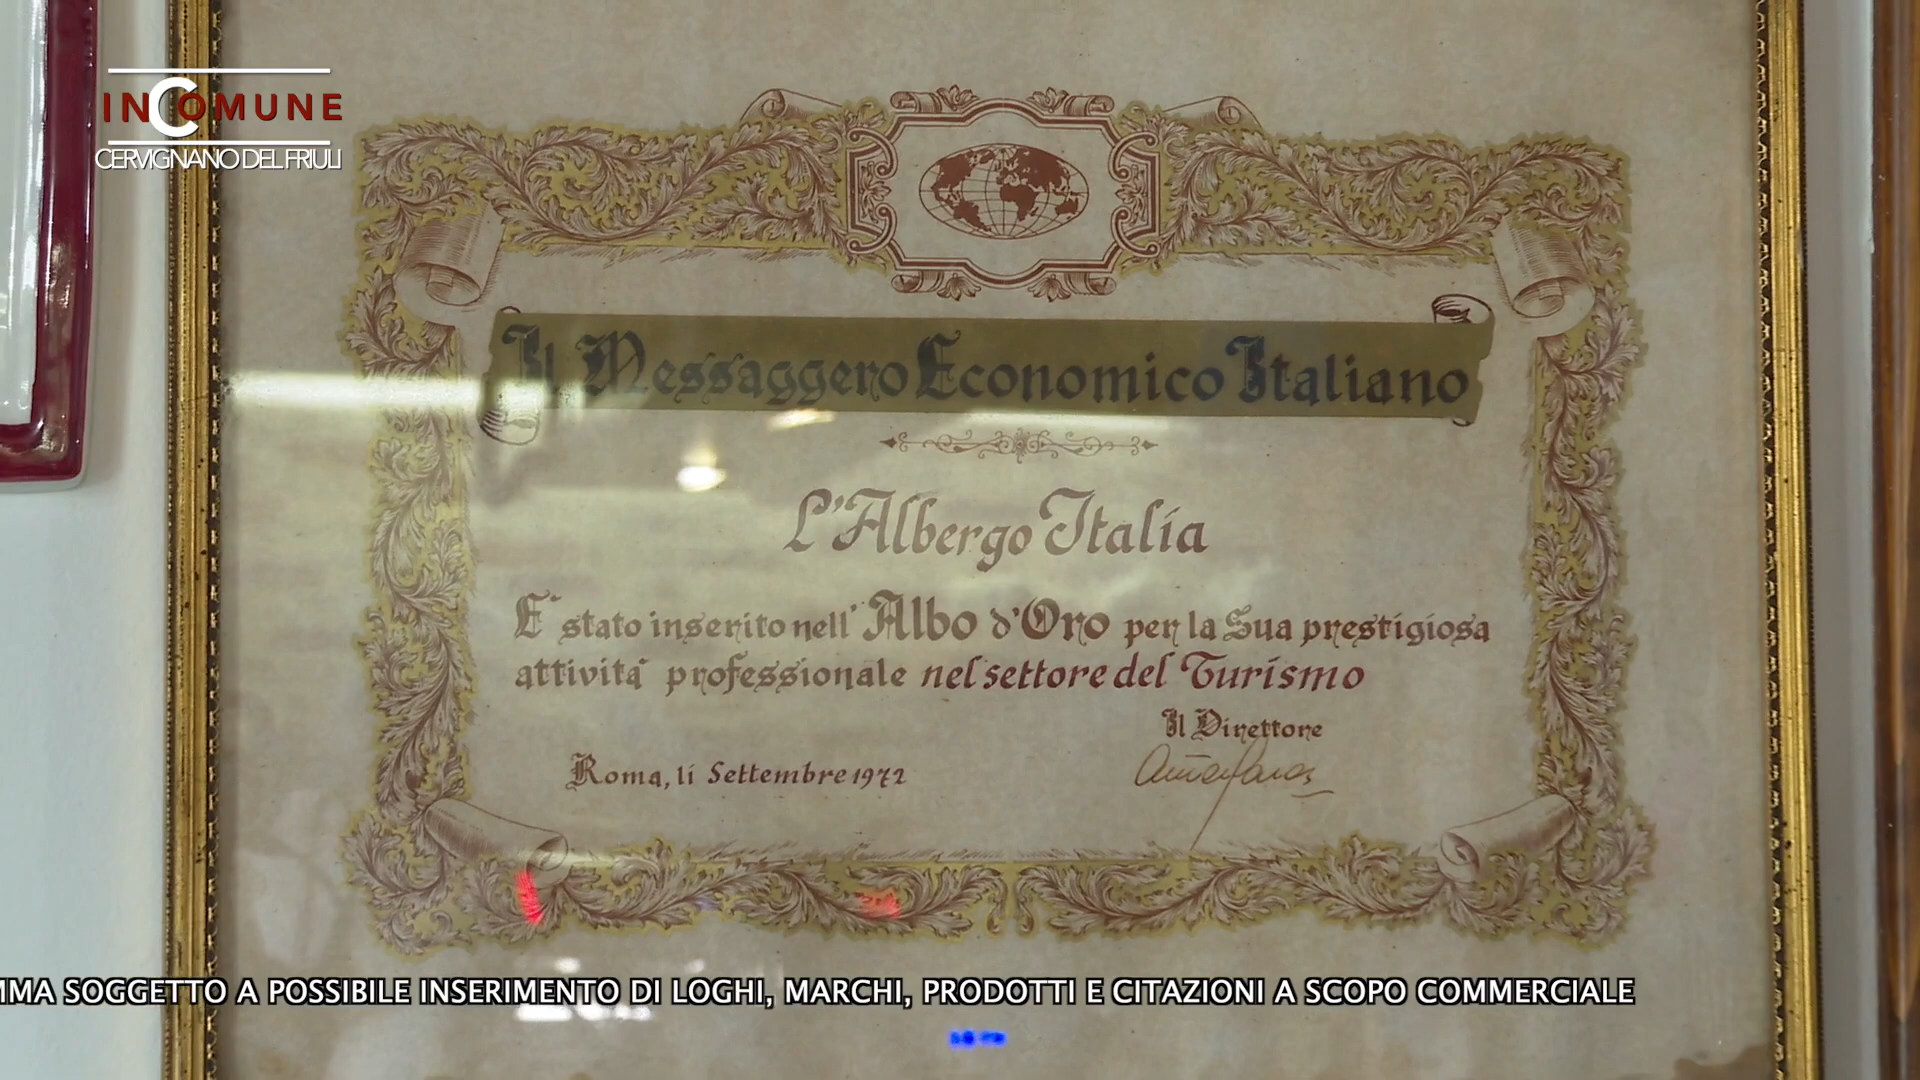 INCOMUNE
CERVIGNANO DEL FRIULI
Il Messaggero Economico Italiano
L'Albergo Italia
E' stato inserito nell' Albo d'Oro per la Sua prestigiosa
attività professionale nel settore del Turismo
Il Direttore
Roma, li Settembre 1972
MMA SOGGETTO A POSSIBILE INSERIMENTO DI LOGHI, MARCHI, PRODOTTI E CITAZIONI A SCOPO COMMERCIALE